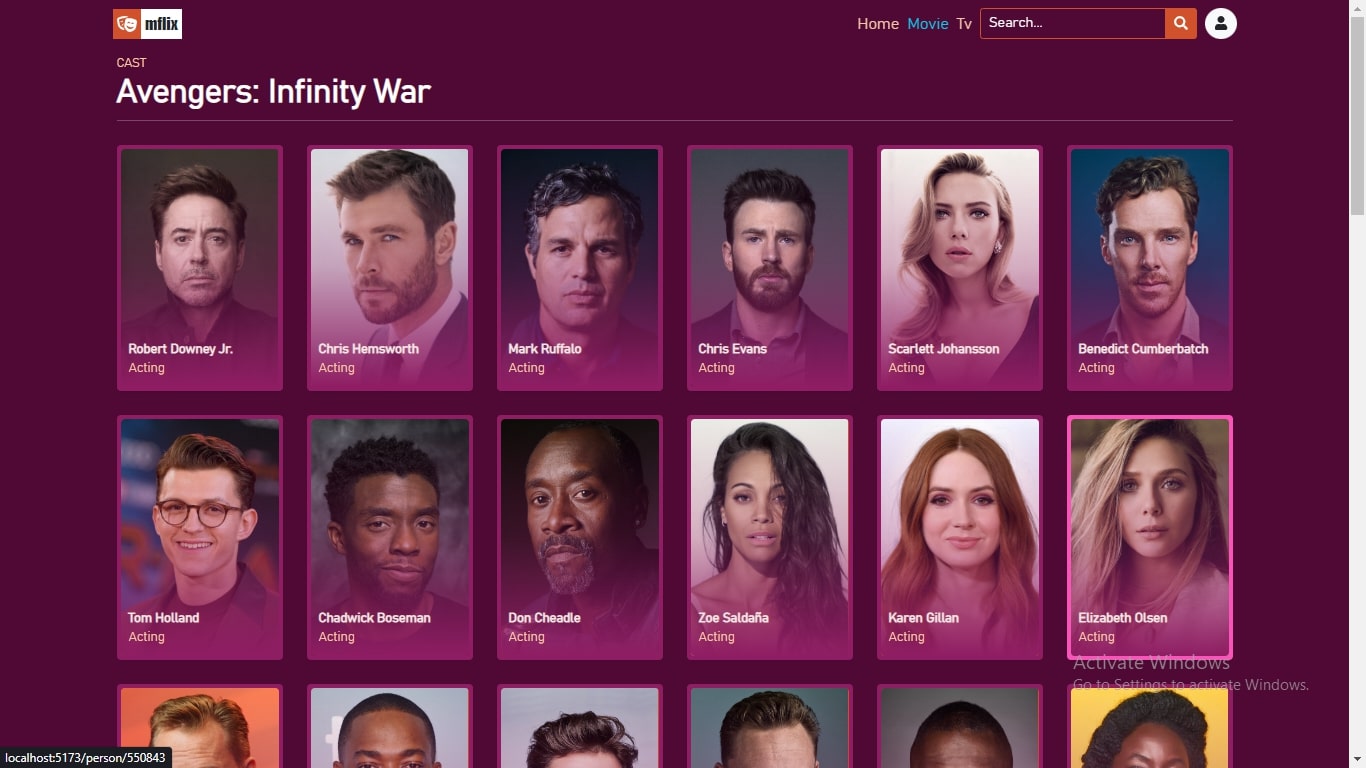 mflix
Home Movie Tv Search...
CAST
Avengers: Infinity War
Robert Downey Jr.
Acting
Chris Hemsworth
Acting
Mark Ruffalo
Acting
Chris Evans
Acting
Scarlett Johansson
Acting
Benedict Cumberbatch
Acting
Tom Holland
Acting
Chadwick Boseman
Acting
Don Cheadle
Acting
Zoe Saldaña
Acting
Karen Gillan
Acting
Elizabeth Olsen
Acting
Activate Windows
Go to Settings to activate Windows.
localhost:5173/person/550843